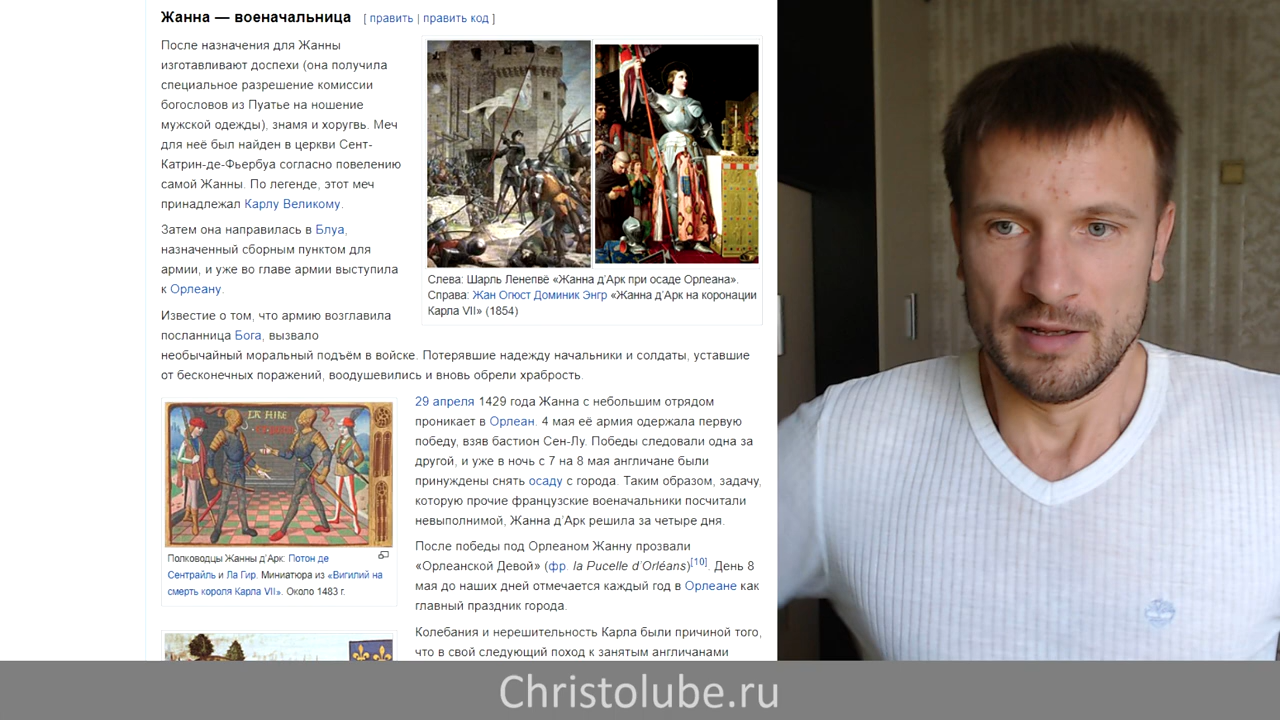 Жанна — военачальница [ править | править код ]
После назначения для Жанны
изготавливают доспехи (она получила
специальное разрешение комиссии
богословов из Пуатье на ношение
мужской одежды), знамя и хоругвь. Меч
для неё был найден в церкви Сент-
Катрин-де-Фьербуа согласно повелению
самой Жанны. По легенде, этот меч
принадлежал Карлу Великому.
Затем она направилась в Блуа,
назначенный сборным пунктом для
армии, и уже во главе армии выступила
к Орлеану.
Слева: Шарль Ленепвё «Жанна д’Арк при осаде Орлеана».
Справа: Жан Огюст Доминик Энгр «Жанна д’Арк на коронации
Карла VII» (1854)
Известие о том, что армию возглавила
посланница Бога, вызвало
необычайный моральный подъём в войске. Потерявшие надежду начальники и солдаты, уставшие
от бесконечных поражений, воодушевились и вновь обрели храбрость.
LA HIRE
Полководцы Жанны д’Арк: Потон де
Сентрайль и Ла Гир. Миниатюра из «Вигилий на
смерть короля Карла VII». Около 1483 г.
29 апреля 1429 года Жанна с небольшим отрядом
проникает в Орлеан. 4 мая её армия одержала первую
победу, взяв бастион Сен-Лу. Победы следовали одна за
другой, и уже в ночь с 7 на 8 мая англичане были
принуждены снять осаду с города. Таким образом, задачу,
которую прочие французские военачальники посчитали
невыполнимой, Жанна д’Арк решила за четыре дня.
После победы под Орлеаном Жанну прозвали
«Орлеанской Девой» (фр. la Pucelle d’Orléans)[10]. День 8
мая до наших дней отмечается каждый год в Орлеане как
главный праздник города.
Колебания и нерешительность Карла были причиной того,
что в свой следующий поход к занятым англичанами
Christolube.ru